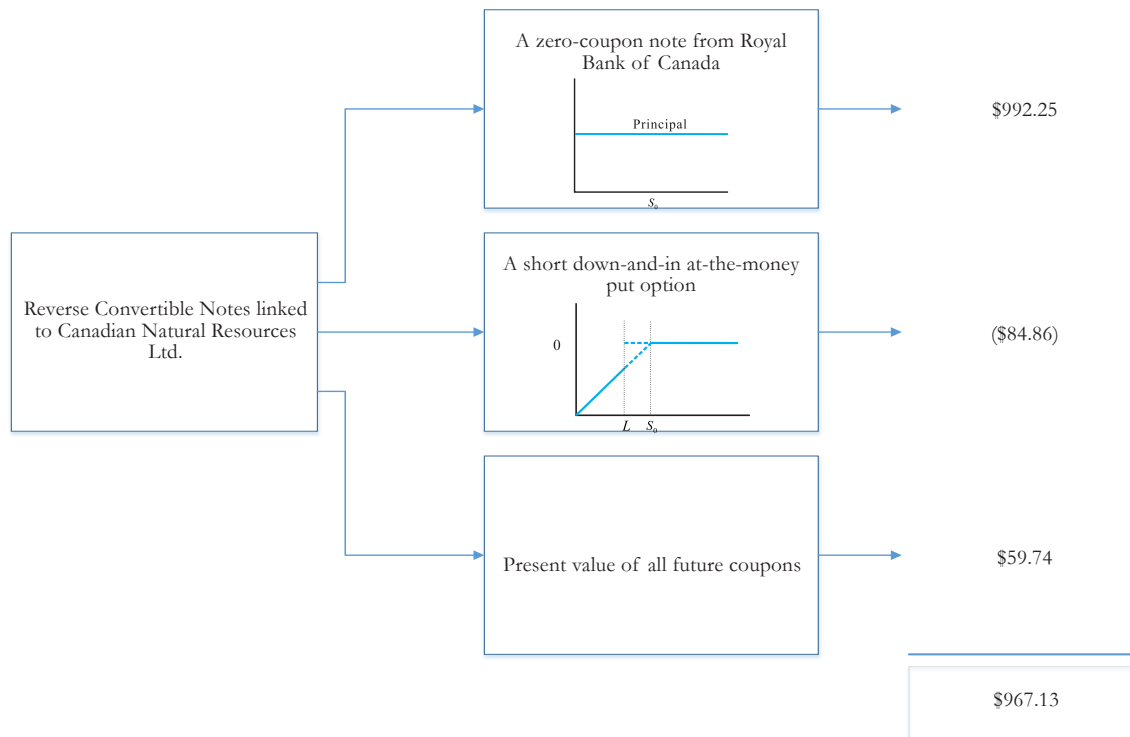 A zero-coupon note from Royal
Bank of Canada
Principal
S₀
$992.25
Reverse Convertible Notes linked
to Canadian Natural Resources
Ltd.
A short down-and-in at-the-money
put option
0
L S₀
($84.86)
Present value of all future coupons
$59.74
$967.13